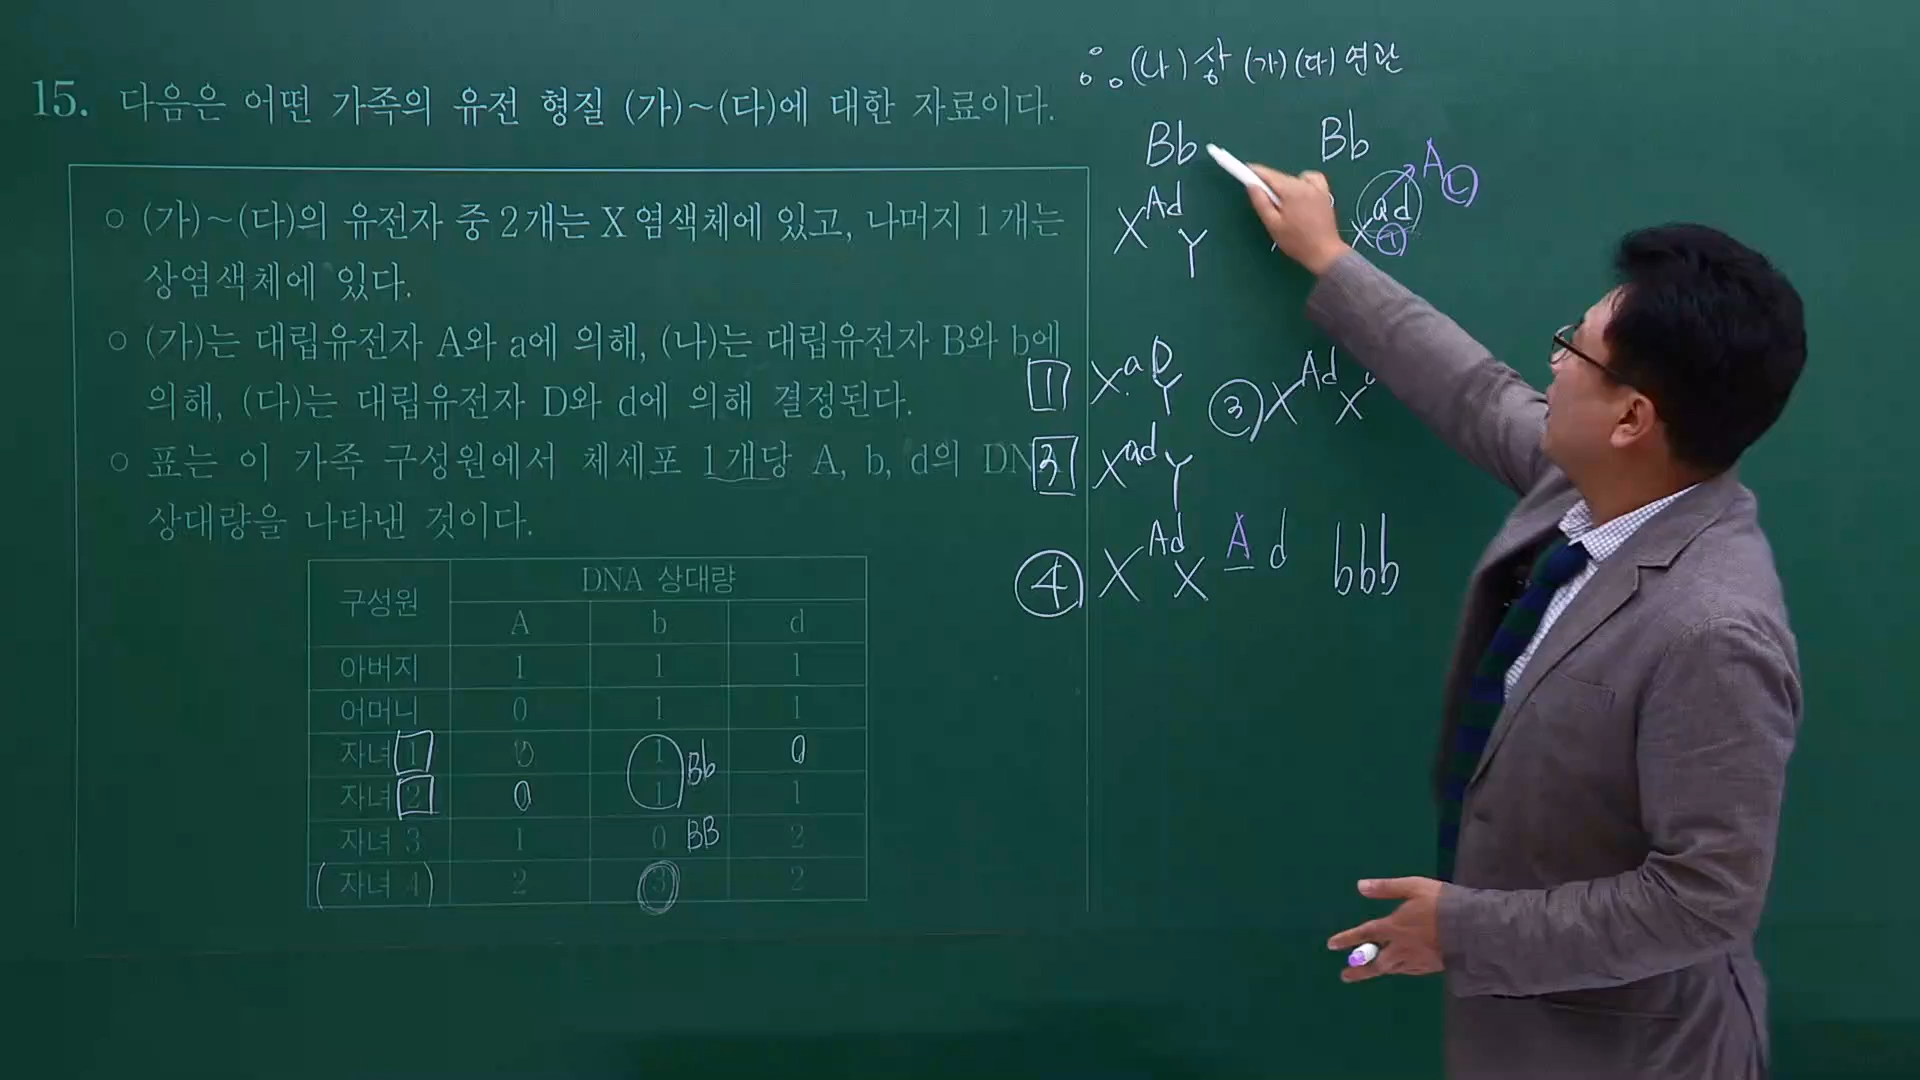 15. 다음은 어떤 가족의 유전 형질 (가)~(다)에 대한 자료이다.
○ (가)~(다)의 유전자 중 2개는 X 염색체에 있고, 나머지 1개는
상염색체에 있다.
○ (가)는 대립유전자 A와 a에 의해, (나)는 대립유전자 B와 b에
의해, (다)는 대립유전자 D와 d에 의해 결정된다.
○ 표는 이 가족 구성원에서 체세포 1개당 A, b, d의 DN
상대량을 나타낸 것이다.
구성원 DNA 상대량
A b d
아버지 1 1 1
어머니 0 1 1
자녀 1 0 1 Bb 0
자녀 2 0 1 1
자녀 3 1 0 BB 2
(자녀 4) 2 3 2
∴ (나) 상 (가)(다) 연관
Bb Bb
X Ad Y X ad A
1 X aD Y ③ X Ad X
X ad Y
④ X Ad X A d bbb